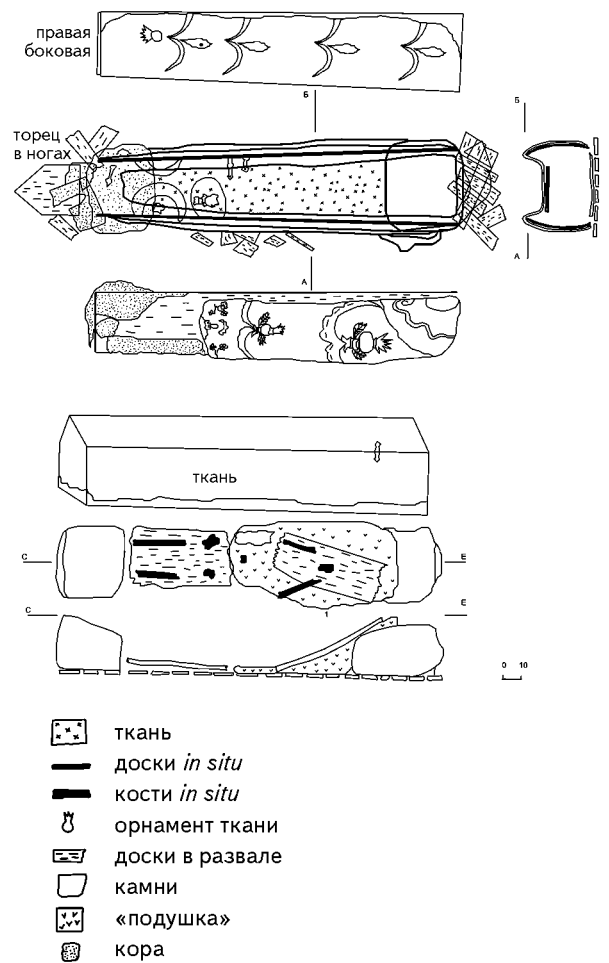 правая
боковая
Б
Б
торец
в ногах
А
А
ткань
С
Е
С
Е
1
0 10
ткань
доски in situ
кости in situ
орнамент ткани
доски в развале
камни
«подушка»
кора